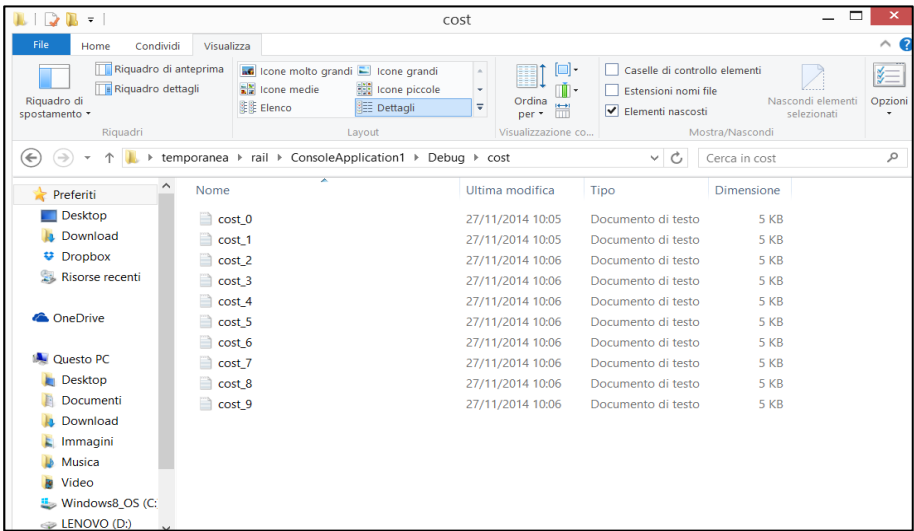 cost
File Home Condividi Visualizza
Riquadro di spostamento
Riquadro di anteprima
Riquadro dettagli
Riquadri
Icone molto grandi Icone grandi
Icone medie Icone piccole
Elenco Dettagli
Layout
Ordina per
Visualizzazione co...
Caselle di controllo elementi
Estensioni nomi file
Elementi nascosti
Nascondi elementi selezionati
Mostra/Nascondi
Opzioni
temporanea rail ConsoleApplication1 Debug cost
Cerca in cost
Preferiti
Desktop
Download
Dropbox
Risorse recenti
OneDrive
Questo PC
Desktop
Documenti
Download
Immagini
Musica
Video
Windows8_OS (C:
LENOVO (D:)
Nome Ultima modifica Tipo Dimensione
cost_0 27/11/2014 10:05 Documento di testo 5 KB
cost_1 27/11/2014 10:05 Documento di testo 5 KB
cost_2 27/11/2014 10:06 Documento di testo 5 KB
cost_3 27/11/2014 10:06 Documento di testo 5 KB
cost_4 27/11/2014 10:06 Documento di testo 5 KB
cost_5 27/11/2014 10:06 Documento di testo 5 KB
cost_6 27/11/2014 10:06 Documento di testo 5 KB
cost_7 27/11/2014 10:06 Documento di testo 5 KB
cost_8 27/11/2014 10:06 Documento di testo 5 KB
cost_9 27/11/2014 10:06 Documento di testo 5 KB